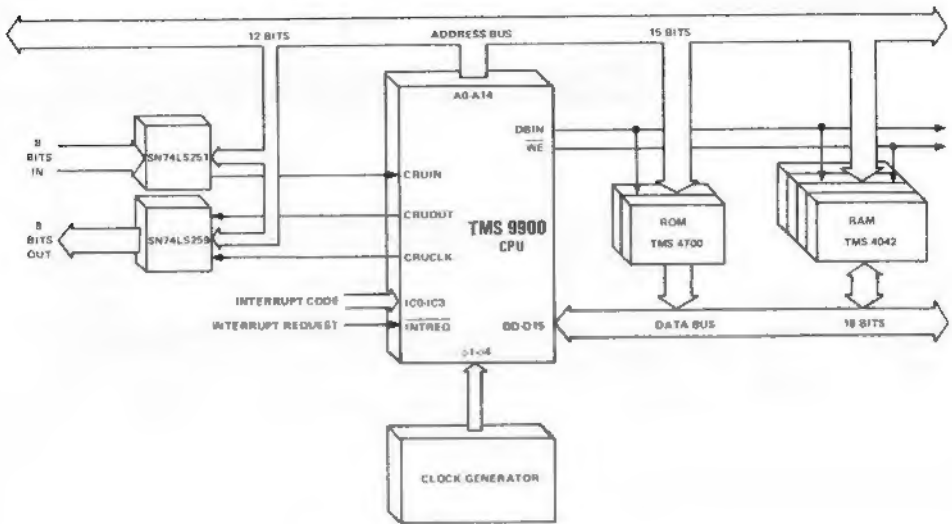 12 BITS
ADDRESS BUS
15 BITS
A0-A14
8
BITS
IN
SN74LS251
DBIN
WE
CRUIN
8
BITS
OUT
SN74LS259
CRUOUT
CRUCLK
TMS 9900
CPU
ROM
TMS 4700
RAM
TMS 4042
INTERRUPT CODE
IC0-IC3
INTERRUPT REQUEST
INTREQ
D0-D15
DATA BUS
16 BITS
φ1-φ4
CLOCK GENERATOR